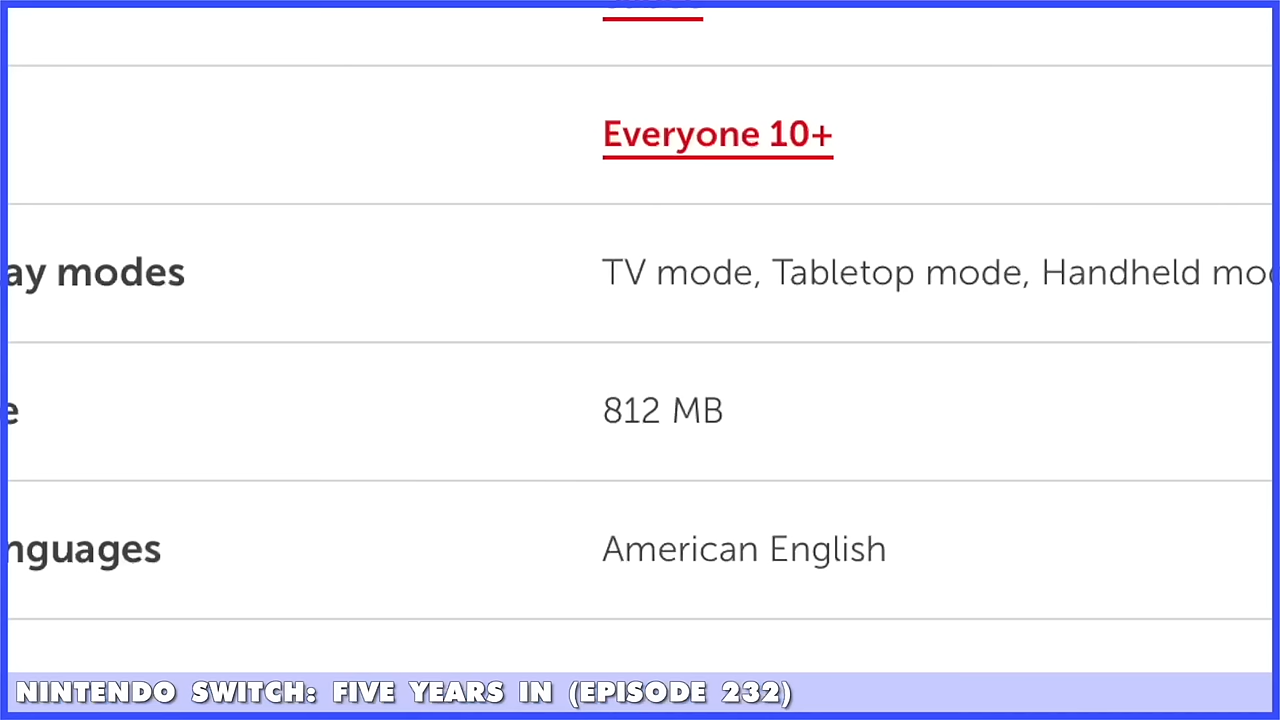 Everyone 10+
ay modes TV mode, Tabletop mode, Handheld mod
e 812 MB
nguages American English
NINTENDO SWITCH: FIVE YEARS IN (EPISODE 232)